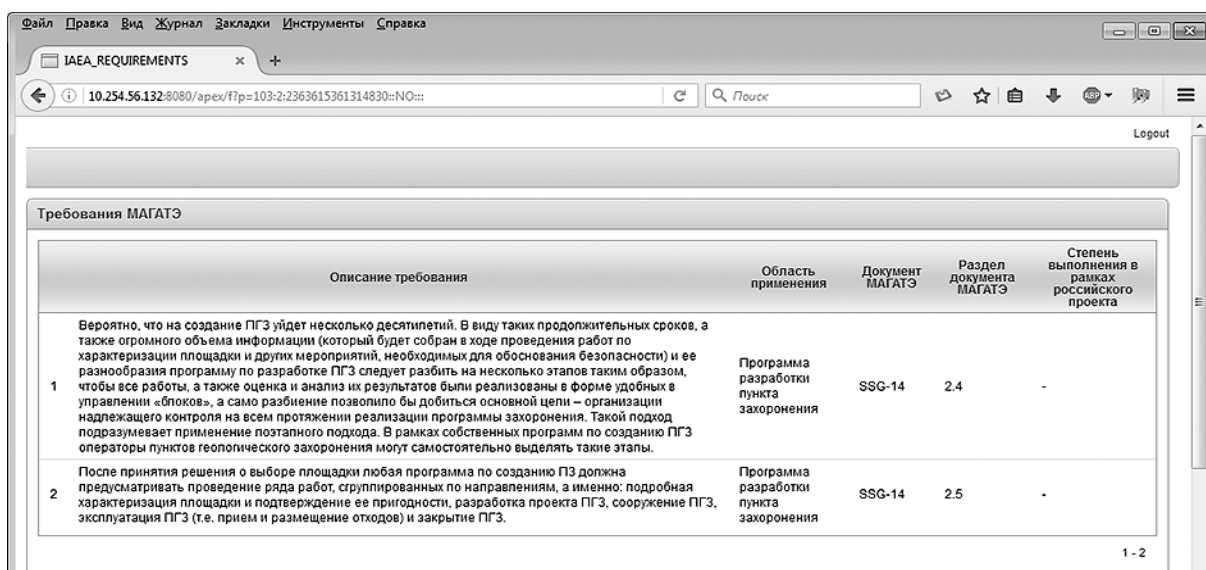 Файл Правка Вид Журнал Закладки Инструменты Справка
IAEA_REQUIREMENTS × +
10.254.56.132:8080/apex/f?p=103:2:2363615361314830::NO::: Поиск ABP
Logout
Требования МАГАТЭ
Описание требования
Область
применения
Документ
МАГАТЭ
Раздел
документа
МАГАТЭ
Степень
выполнения в
рамках
российского
проекта
1
Вероятно, что на создание ПГЗ уйдет несколько десятилетий. В виду таких продолжительных сроков, а
также огромного объема информации (который будет собран в ходе проведения работ по
характеризации площадки и других мероприятий, необходимых для обоснования безопасности) и ее
разнообразия программу по разработке ПГЗ следует разбить на несколько этапов таким образом,
чтобы все работы, а также оценка и анализ их результатов были реализованы в форме удобных в
управлении «блоков», а само разбиение позволило бы добиться основной цели – организации
надлежащего контроля на всем протяжении реализации программы захоронения. Такой подход
подразумевает применение поэтапного подхода. В рамках собственных программ по созданию ПГЗ
операторы пунктов геологического захоронения могут самостоятельно выделять такие этапы.
Программа
разработки
пункта
захоронения
SSG-14
2.4
-
2
После принятия решения о выборе площадки любая программа по созданию ПЗ должна
предусматривать проведение ряда работ, сгруппированных по направлениям, а именно: подробная
характеризация площадки и подтверждение ее пригодности, разработка проекта ПГЗ, сооружение ПГЗ,
эксплуатация ПГЗ (т.е. прием и размещение отходов) и закрытие ПГЗ.
Программа
разработки
пункта
захоронения
SSG-14
2.5
-
1 - 2